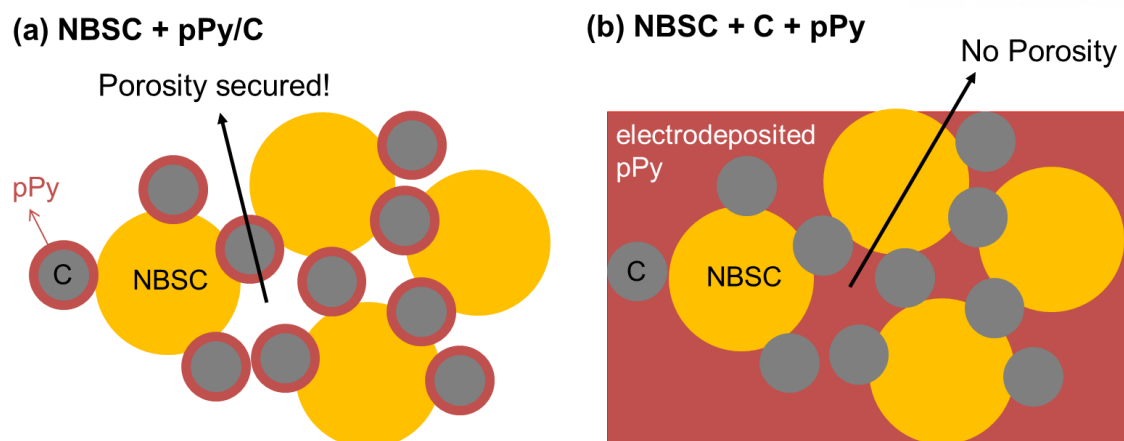 (a) NBSC + pPy/C
Porosity secured!
pPy
C
NBSC
(b) NBSC + C + pPy
No Porosity
electrodeposited
pPy
C
NBSC